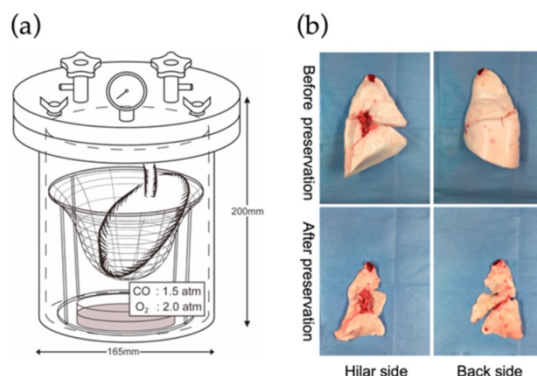 (a)
200mm
CO : 1.5 atm
O₂ : 2.0 atm
165mm
(b)
Before preservation
After preservation
Hilar side
Back side